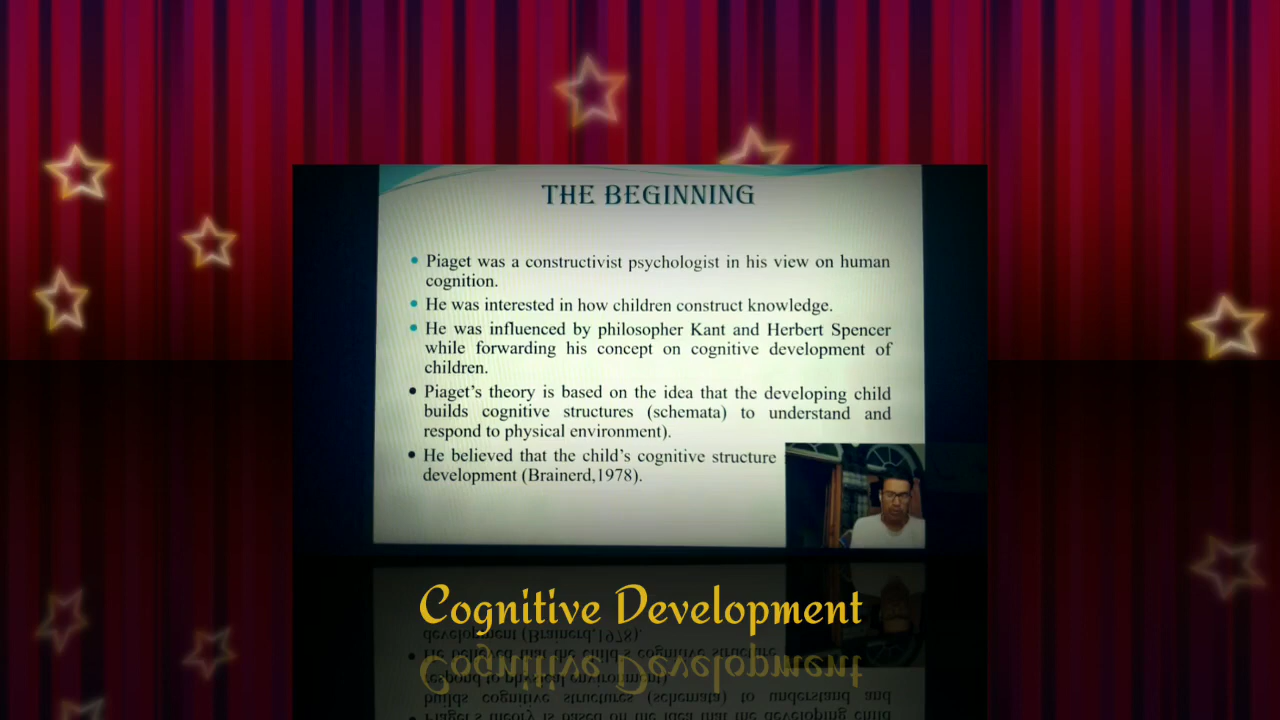 THE BEGINNING
Piaget was a constructivist psychologist in his view on human
cognition.
He was interested in how children construct knowledge.
He was influenced by philosopher Kant and Herbert Spencer
while forwarding his concept on cognitive development of
children.
Piaget's theory is based on the idea that the developing child
builds cognitive structures (schemata) to understand and
respond to physical environment).
He believed that the child's cognitive structure
development (Brainerd,1978).
Cognitive Development